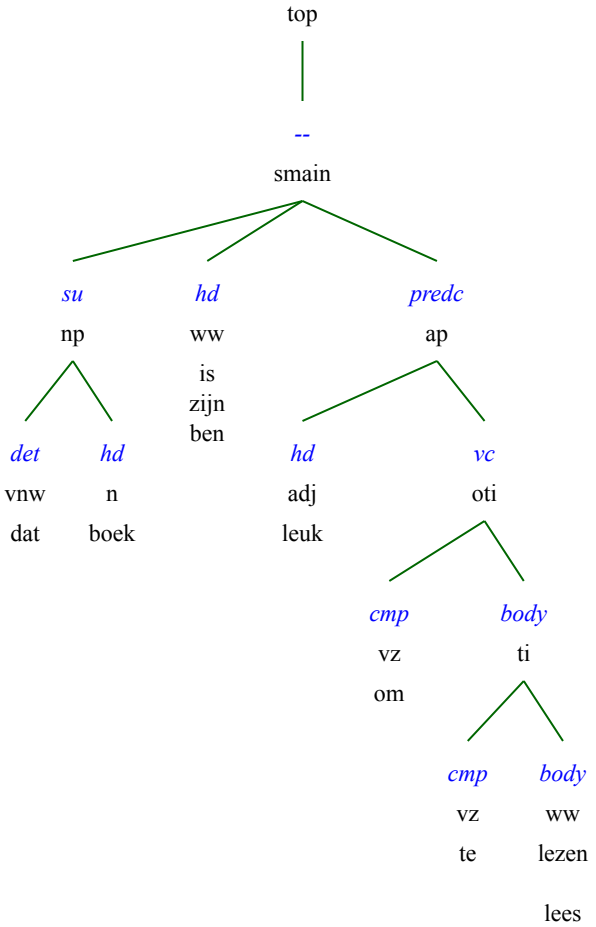 top
--
smain
su hd predc
np ww ap
is
zijn
ben
det hd hd vc
vnw n adj oti
dat boek leuk
cmp body
vz ti
om
cmp body
vz ww
te lezen
lees